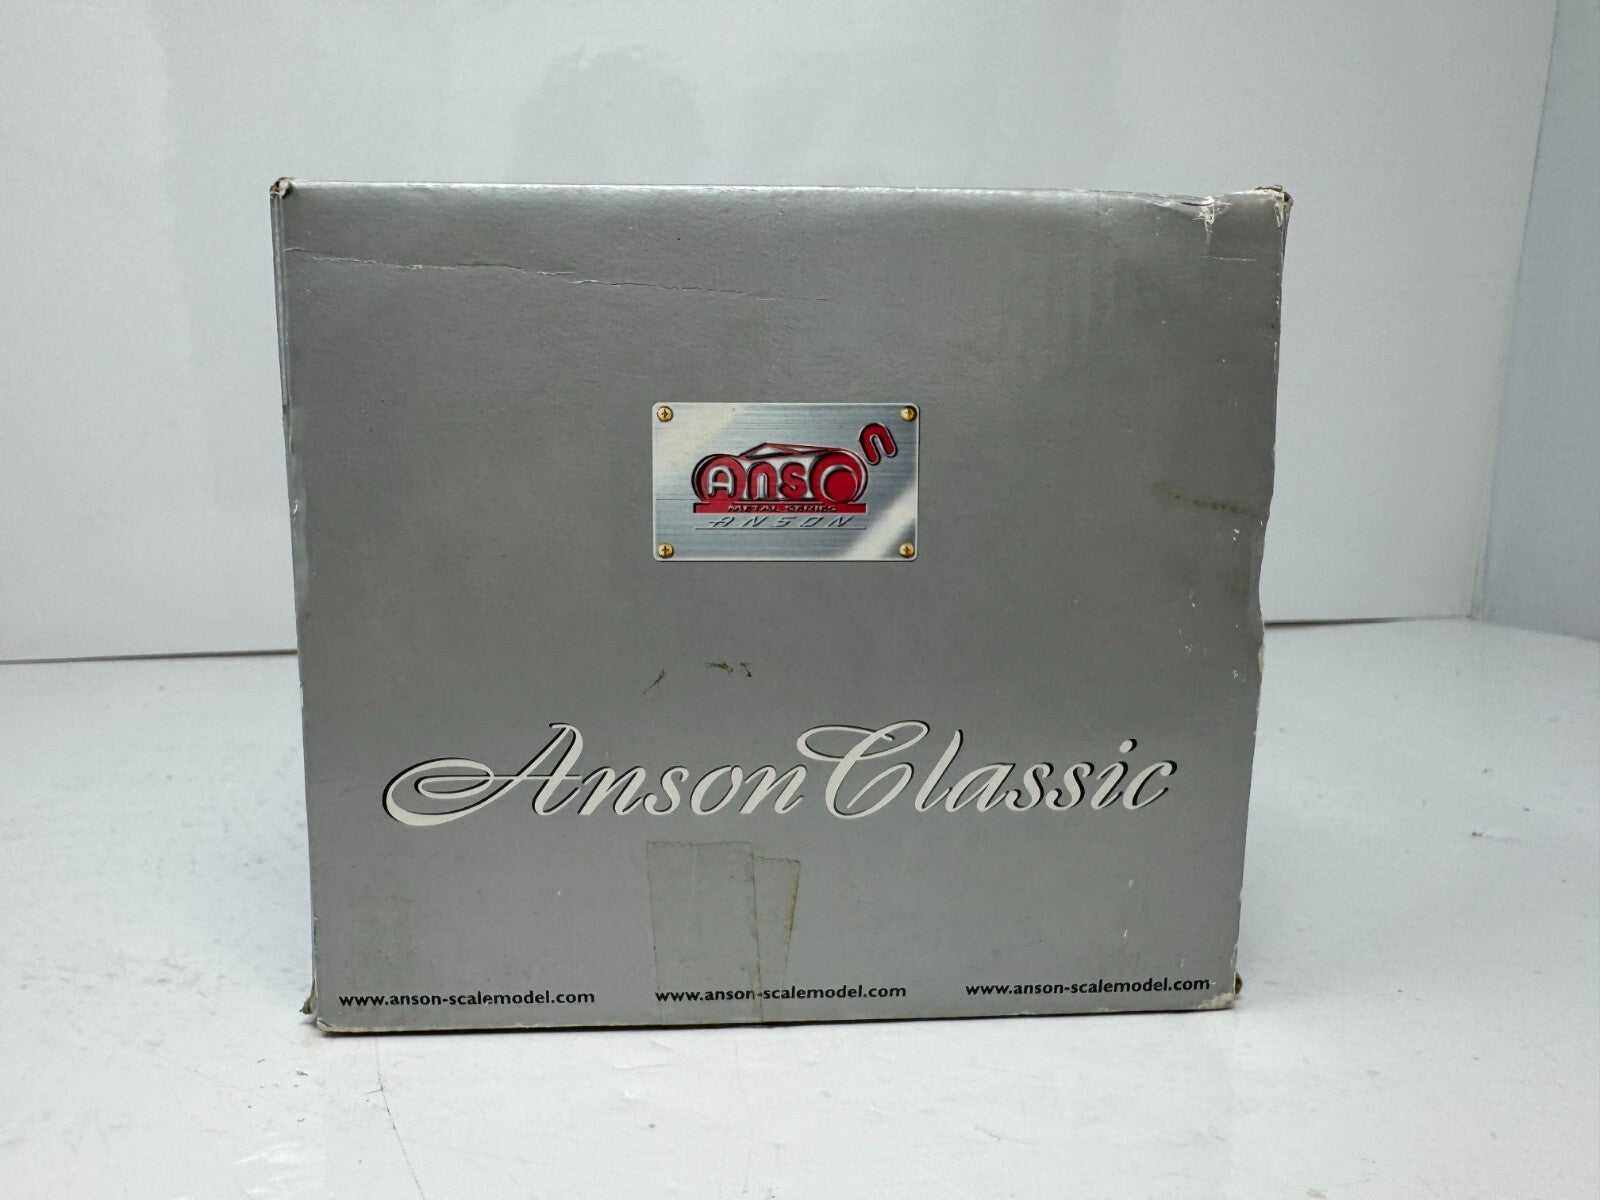 ANSON
METAL SERIES
ANSON
Anson Classic
www.anson-scalemodel.com www.anson-scalemodel.com www.anson-scalemodel.com